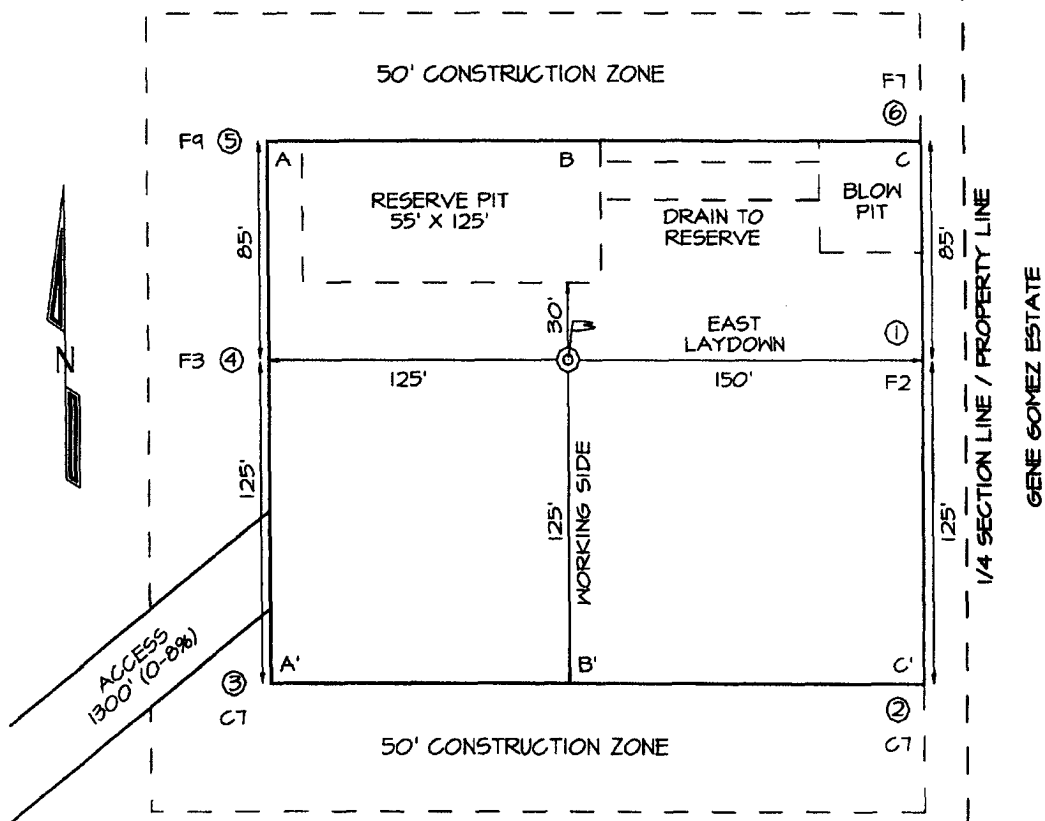 50' CONSTRUCTION ZONE
F7
⑥
F9 ⑤
A
B
C
RESERVE PIT
55' X 125'
BLOW
PIT
DRAIN TO
RESERVE
85'
85'
30'
EAST
LAYDOWN
①
F3 ④
125'
150'
F2
N
125'
125'
WORKING SIDE
125'
1/4 SECTION LINE / PROPERTY LINE
GENE GOMEZ ESTATE
ACCESS
1300' (0-8%)
A'
B'
C'
③
C7
②
C7
50' CONSTRUCTION ZONE